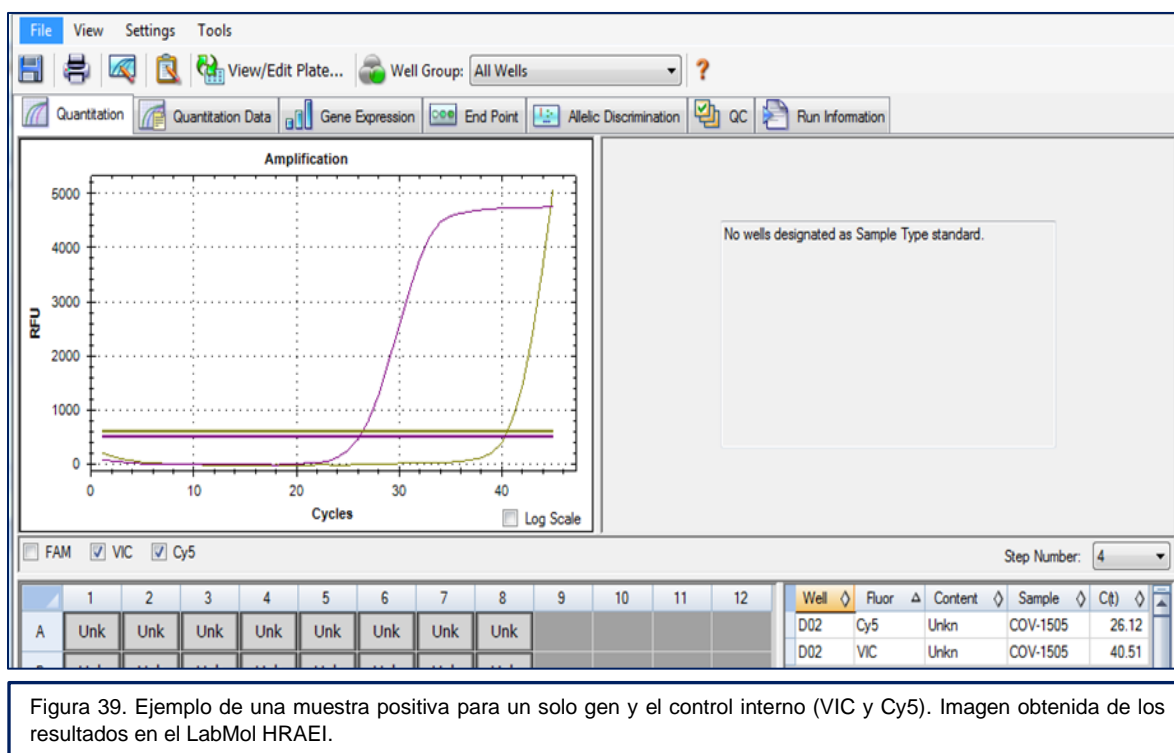 File View Settings Tools
View/Edit Plate... Well Group: All Wells ?
Quantitation Quantitation Data Gene Expression End Point Allelic Discrimination QC Run Information
Amplification
5000
4000
3000
2000
1000
0
RFU
0 10 20 30 40
Cycles
Log Scale
No wells designated as Sample Type standard.
FAM VIC Cy5 Step Number: 4
1 2 3 4 5 6 7 8 9 10 11 12
A Unk Unk Unk Unk Unk Unk Unk Unk
Well Fluor Content Sample C(t)
D02 Cy5 Unkn COV-1505 26.12
D02 VIC Unkn COV-1505 40.51
Figura 39. Ejemplo de una muestra positiva para un solo gen y el control interno (VIC y Cy5). Imagen obtenida de los
resultados en el LabMol HRAEI.